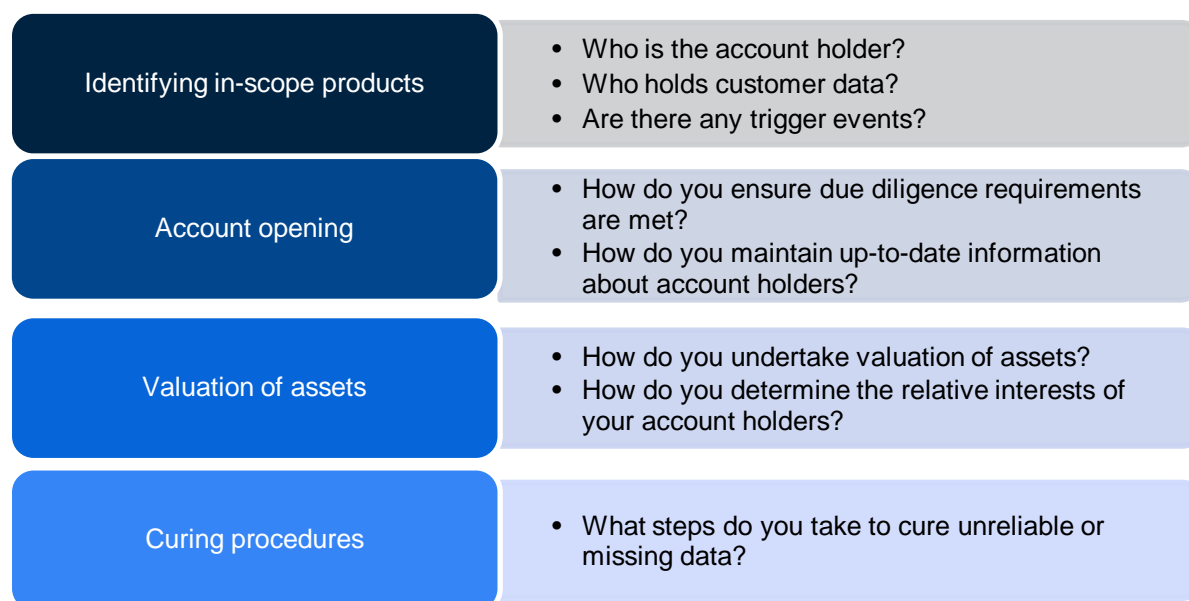 Identifying in-scope products
• Who is the account holder?
• Who holds customer data?
• Are there any trigger events?
Account opening
• How do you ensure due diligence requirements
are met?
• How do you maintain up-to-date information
about account holders?
Valuation of assets
• How do you undertake valuation of assets?
• How do you determine the relative interests of
your account holders?
Curing procedures
• What steps do you take to cure unreliable or
missing data?